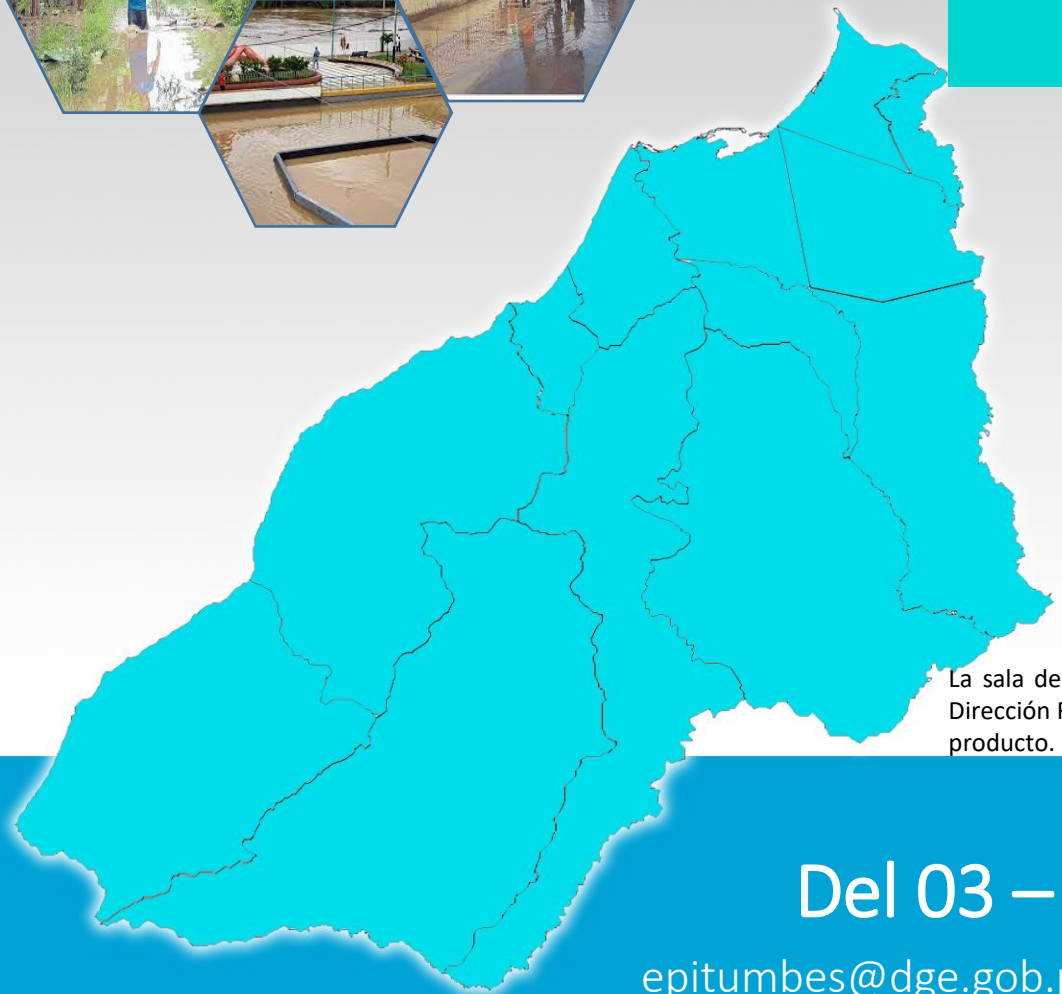 La sala de
Dirección
producto.
Del 03 –
epitumbes@dge.gob.